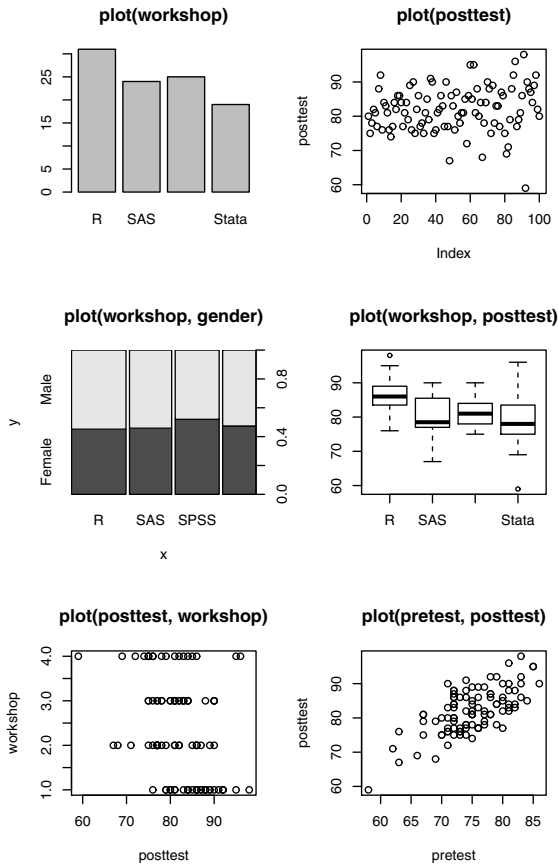 plot(workshop)
25
15
5
0
R SAS Stata
plot(posttest)
posttest
90
80
70
60
0 20 40 60 80 100
Index
plot(workshop, gender)
y
Female Male
0.0 0.4 0.8
R SAS SPSS
x
plot(workshop, posttest)
90
80
70
60
R SAS Stata
plot(posttest, workshop)
workshop
4.0
3.0
2.0
1.0
60 70 80 90
posttest
plot(pretest, posttest)
posttest
90
80
70
60
60 65 70 75 80 85
pretest